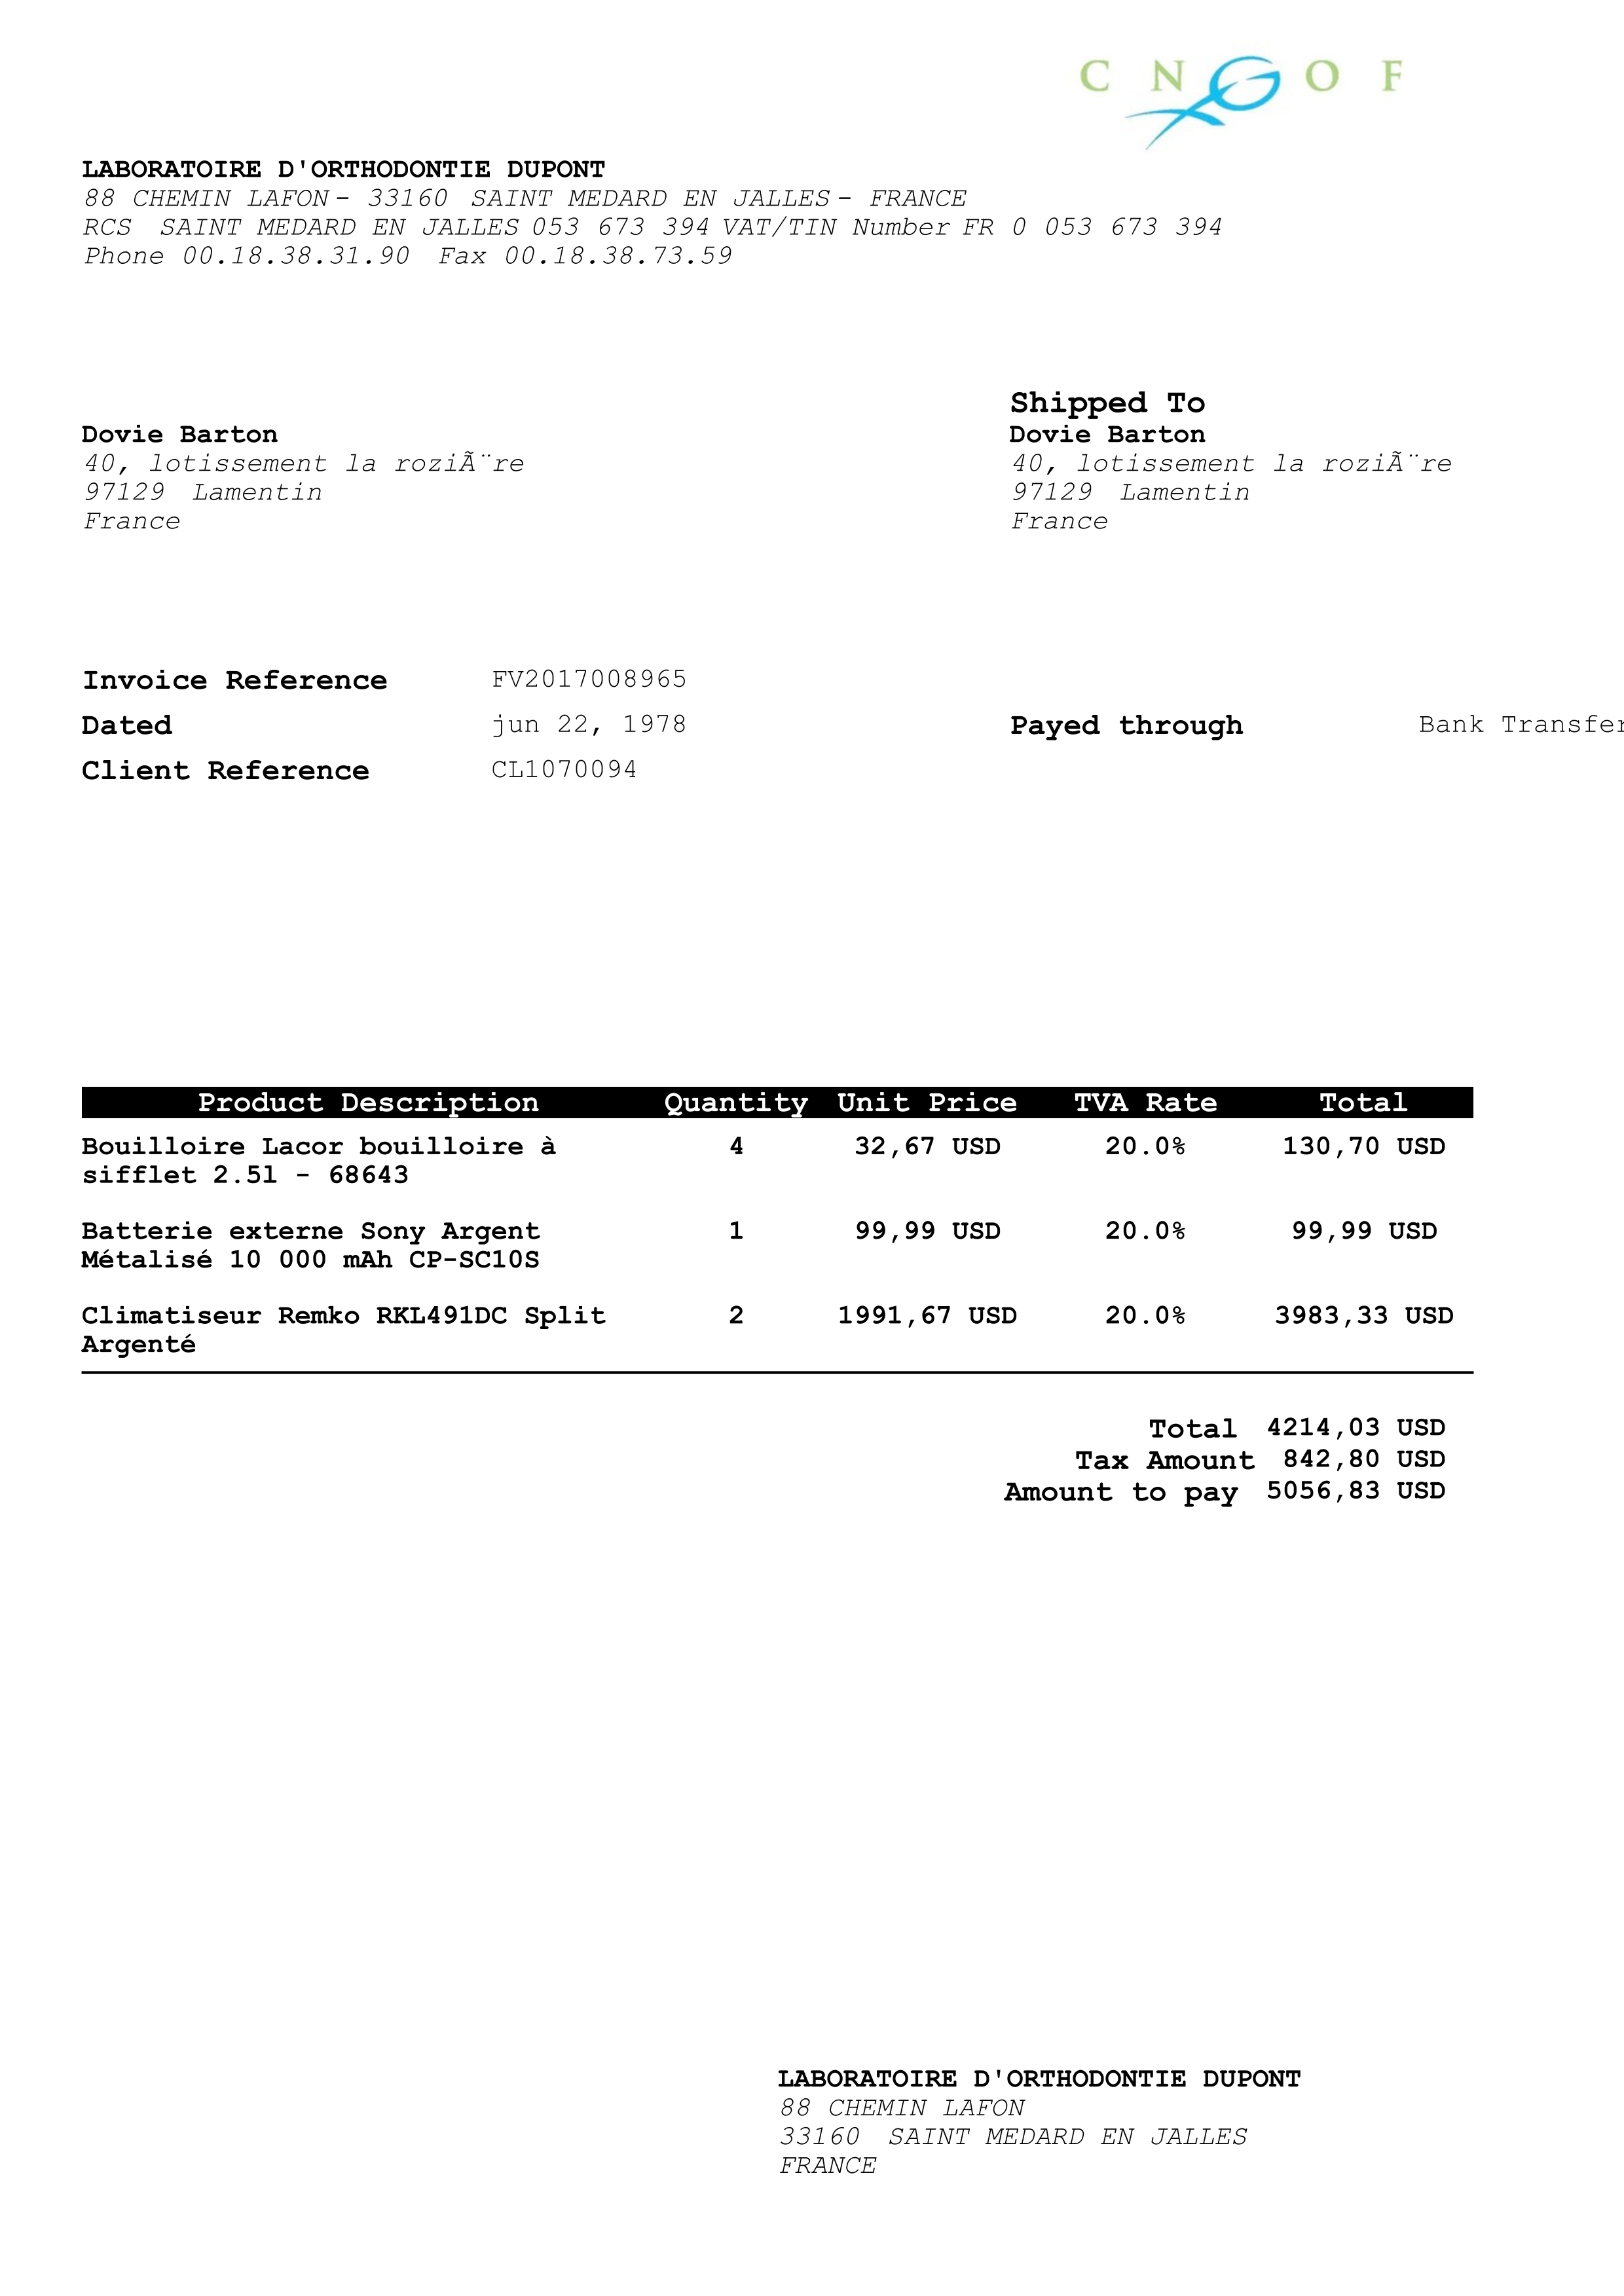 C N G O F
LABORATOIRE D'ORTHODONTIE DUPONT
88 CHEMIN LAFON - 33160 SAINT MEDARD EN JALLES - FRANCE
RCS SAINT MEDARD EN JALLES 053 673 394 VAT/TIN Number FR 0 053 673 394
Phone 00.18.38.31.90 Fax 00.18.38.73.59
Shipped To
Dovie Barton
40, lotissement la roziÃ¨re
97129 Lamentin
France
Dovie Barton
40, lotissement la roziÃ¨re
97129 Lamentin
France
Invoice Reference FV2017008965
Dated jun 22, 1978 Payed through Bank Transfer
Client Reference CL1070094
Product Description Quantity Unit Price TVA Rate Total
Bouilloire Lacor bouilloire à 4 32,67 USD 20.0% 130,70 USD
sifflet 2.5l - 68643
Batterie externe Sony Argent 1 99,99 USD 20.0% 99,99 USD
Métalisé 10 000 mAh CP-SC10S
Climatiseur Remko RKL491DC Split 2 1991,67 USD 20.0% 3983,33 USD
Argenté
Total 4214,03 USD
Tax Amount 842,80 USD
Amount to pay 5056,83 USD
LABORATOIRE D'ORTHODONTIE DUPONT
88 CHEMIN LAFON
33160 SAINT MEDARD EN JALLES
FRANCE